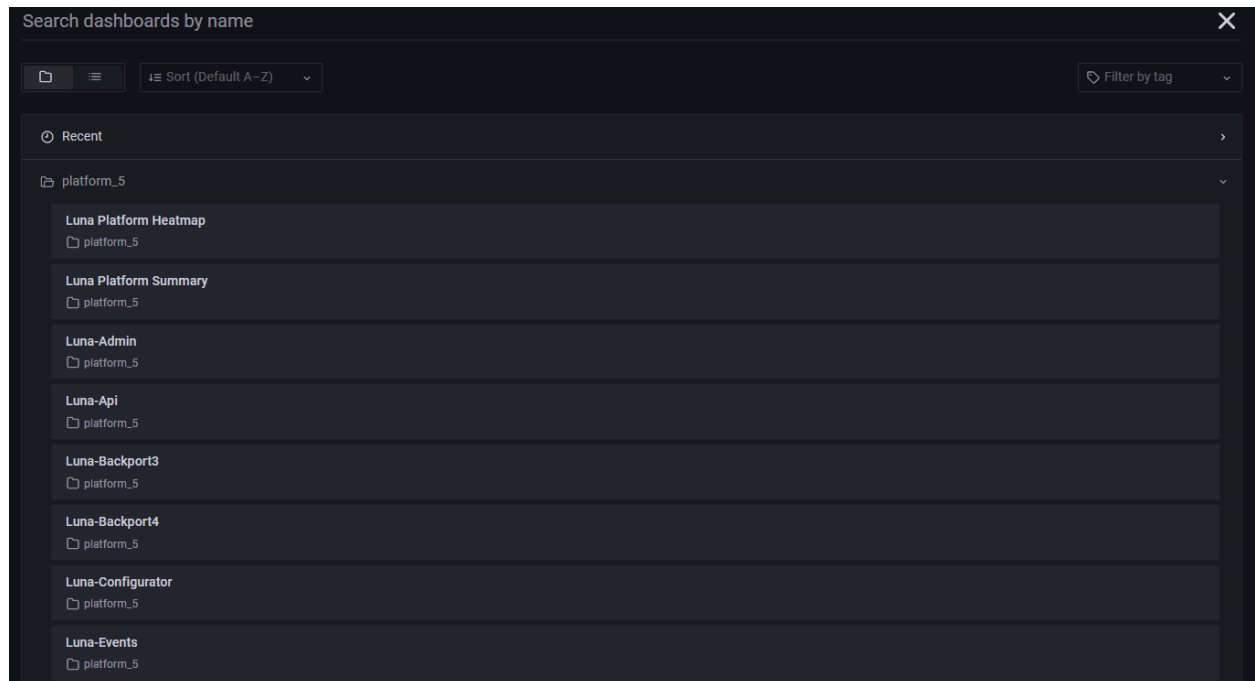 Search dashboards by name
Sort (Default A–Z)
Filter by tag
Recent
platform_5
Luna Platform Heatmap
platform_5
Luna Platform Summary
platform_5
Luna-Admin
platform_5
Luna-Api
platform_5
Luna-Backport3
platform_5
Luna-Backport4
platform_5
Luna-Configurator
platform_5
Luna-Events
platform_5